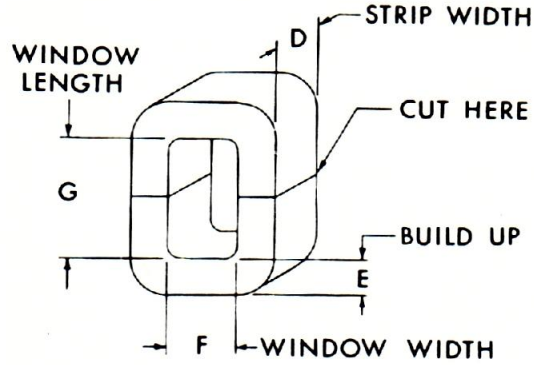 STRIP WIDTH
D
WINDOW
LENGTH
CUT HERE
G
BUILD UP
E
F
WINDOW WIDTH